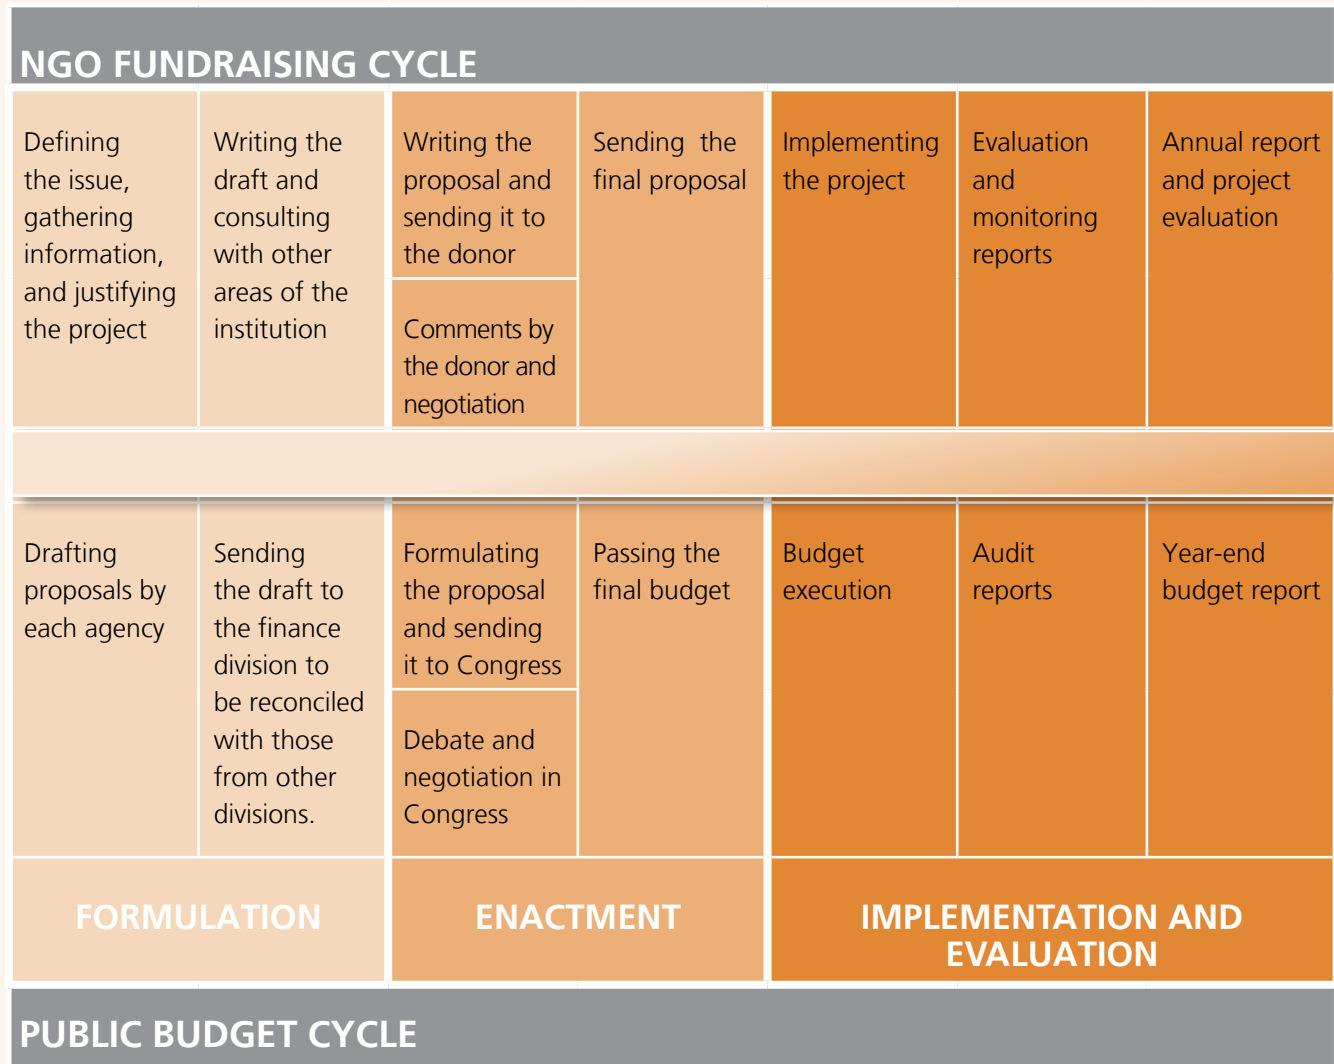 NGO FUNDRAISING CYCLE
Defining
the issue,
gathering
information,
and justifying
the project
Writing the
draft and
consulting
with other
areas of the
institution
Writing the
proposal and
sending it to
the donor
Comments by
the donor and
negotiation
Sending the
final proposal
Implementing
the project
Evaluation
and
monitoring
reports
Annual report
and project
evaluation
Drafting
proposals by
each agency
Sending
the draft to
the finance
division to
be reconciled
with those
from other
divisions.
Formulating
the proposal
and sending
it to Congress
Debate and
negotiation in
Congress
Passing the
final budget
Budget
execution
Audit
reports
Year-end
budget report
FORMULATION
ENACTMENT
IMPLEMENTATION AND
EVALUATION
PUBLIC BUDGET CYCLE